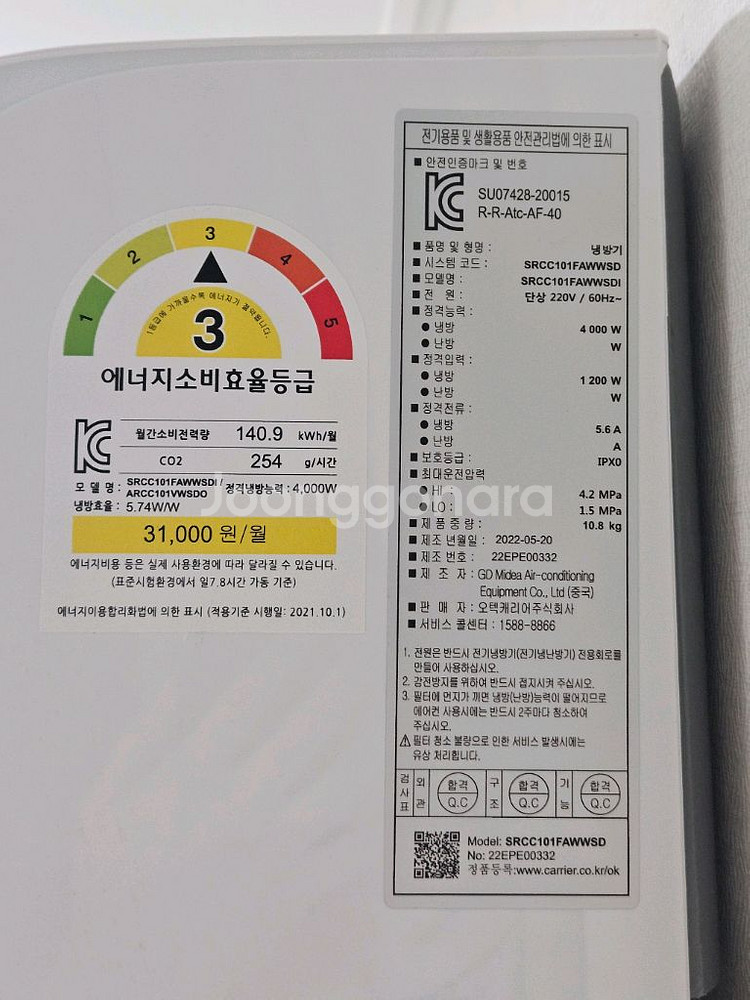 1
2
3
4
5
1등급에 가까울수록 에너지가 절약됩니다.
3
에너지소비효율등급
월간소비전력량 140.9 kWh/월
CO2 254 g/시간
모 델 명 : SRCC101FAWWSDI / ARCC101VWSDO 정격냉방능력 : 4,000W
냉방효율 : 5.74W/W
31,000 원/월
에너지비용 등은 실제 사용환경에 따라 달라질 수 있습니다.
(표준시험환경에서 일7.8시간 가동 기준)
에너지이용합리화법에 의한 표시 (적용기준 시행일: 2021.10.1)
전기용품 및 생활용품 안전관리법에 의한 표시
■ 안전인증마크 및 번호
SU07428-20015
R-R-Atc-AF-40
■ 품명 및 형명 : 냉방기
■ 시스템 코드 : SRCC101FAWWSD
■ 모델명 : SRCC101FAWWSDI
■ 전 원 : 단상 220V / 60Hz~
■ 정격능력 :
● 냉방 4 000 W
● 난방 W
■ 정격입력 :
● 냉방 1 200 W
● 난방 W
■ 정격전류 :
● 냉방 5.6 A
● 난방 A
■ 보호등급 : IPX0
■ 최대운전압력
● HI : 4.2 MPa
● LO : 1.5 MPa
■ 제 품 중 량 : 10.8 kg
■ 제조 년월일 : 2022-05-20
■ 제조 번호 : 22EPE00332
■ 제 조 자 : GD Midea Air-conditioning
Equipment Co., Ltd (중국)
■ 판 매 자 : 오텍캐리어주식회사
■ 서비스 콜센터 : 1588-8866
1. 전원은 반드시 전기냉방기(전기냉난방기) 전용회로를
만들어 사용하십시오.
2. 감전방지를 위하여 반드시 접지시켜 주십시오.
3. 필터에 먼지가 끼면 냉방(난방)능력이 떨어지므로
에어컨 사용시에는 반드시 2주마다 청소하여
주십시오.
⚠ 필터 청소 불량으로 인한 서비스 발생시에는
유상 처리됩니다.
검사표 외관 합격 Q.C 구조 합격 Q.C 기능 합격 Q.C
Model: SRCC101FAWWSD
No: 22EPE00332
정품등록:www.carrier.co.kr/ok
Joonggonara